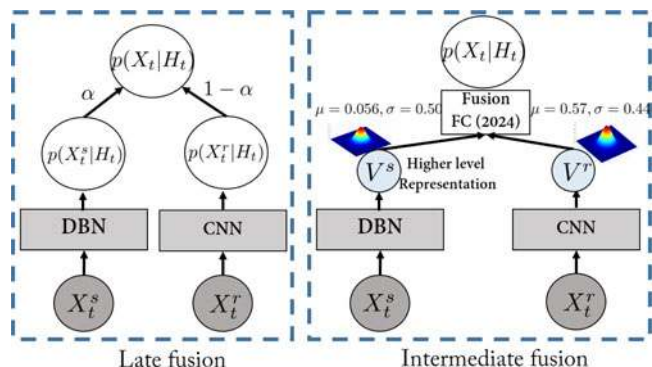 p(X_t|H_t)
α
1 − α
p(X_t^s|H_t)
p(X_t^r|H_t)
DBN
CNN
X_t^s
X_t^r
Late fusion
p(X_t|H_t)
μ = 0.056, σ = 0.50
Fusion
FC (2024)
μ = 0.57, σ = 0.44
V^s
Higher level
Representation
V^r
DBN
CNN
X_t^s
X_t^r
Intermediate fusion